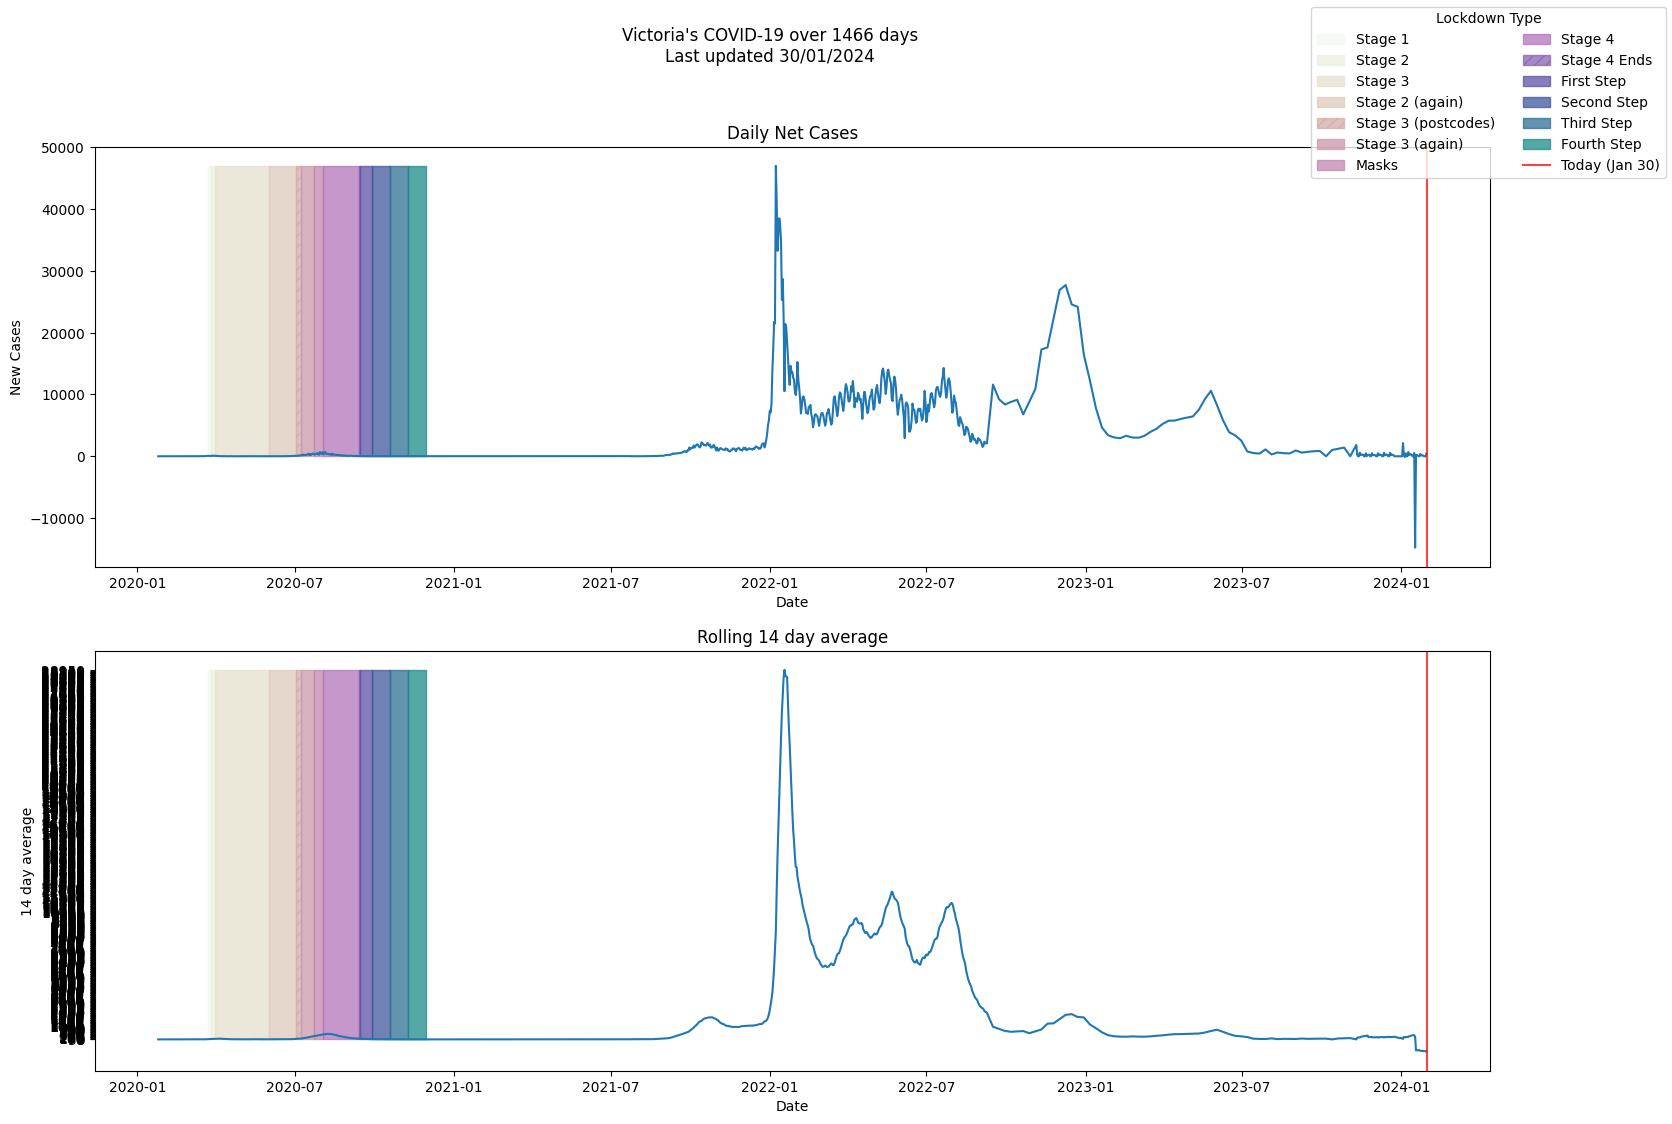 Victoria's COVID-19 over 1466 days
Last updated 30/01/2024
Lockdown Type
Stage 1
Stage 2
Stage 3
Stage 2 (again)
Stage 3 (postcodes)
Stage 3 (again)
Masks
Stage 4
Stage 4 Ends
First Step
Second Step
Third Step
Fourth Step
Today (Jan 30)
Daily Net Cases
New Cases
50000
40000
30000
20000
10000
0
−10000
2020-01 2020-07 2021-01 2021-07 2022-01 2022-07 2023-01 2023-07 2024-01
Date
Rolling 14 day average
14 day average
2020-01 2020-07 2021-01 2021-07 2022-01 2022-07 2023-01 2023-07 2024-01
Date